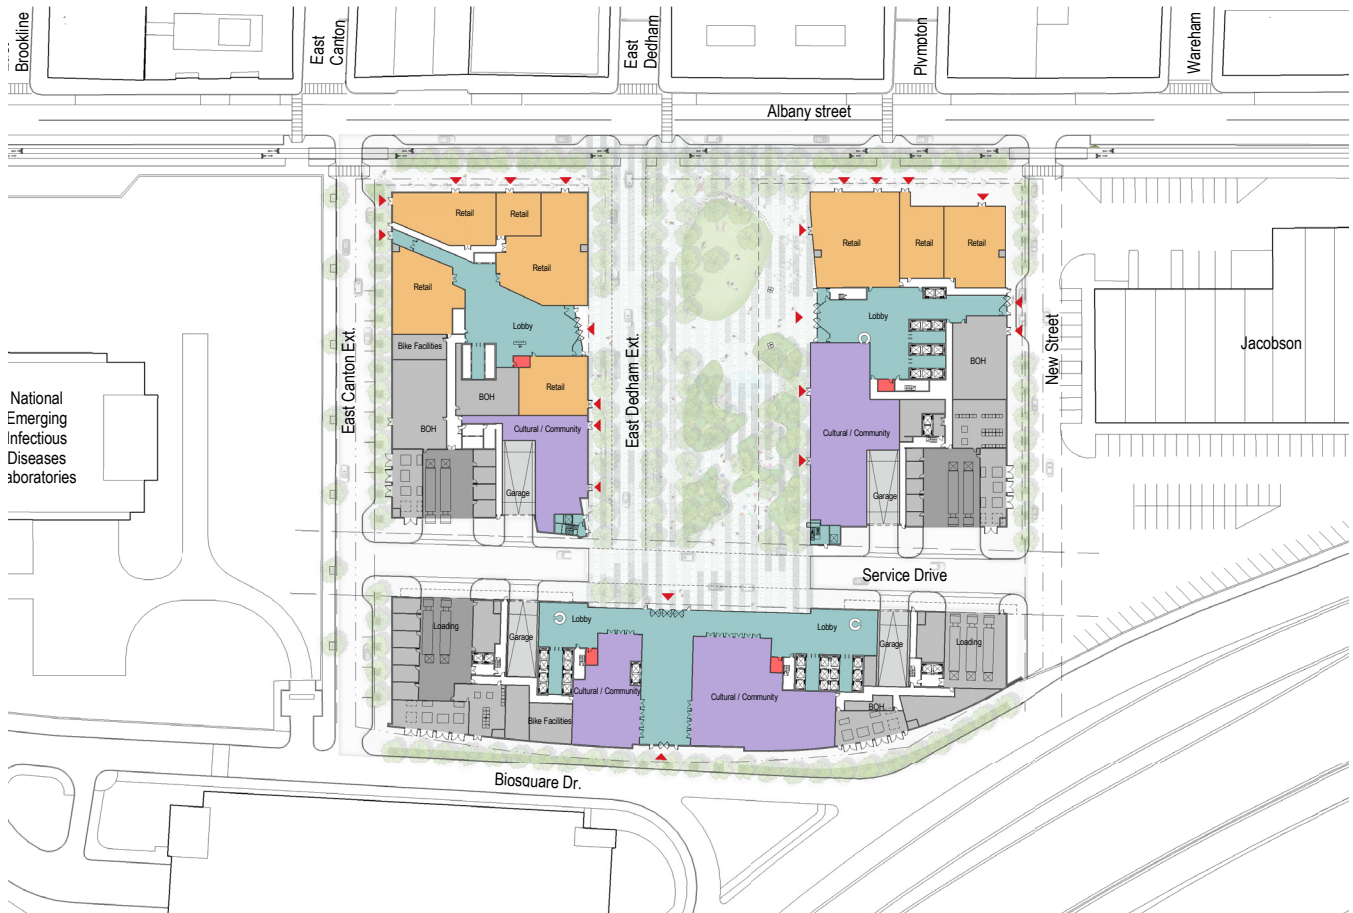 Brookline
East
Canton
East
Dedham
Plympton
Wareham
Albany street
Retail
Retail
Retail
Retail
Retail
Retail
Retail
Lobby
Lobby
Bike Facilities
Retail
BOH
BOH
BOH
Cultural / Community
Cultural / Community
Garage
Garage
East Canton Ext.
East Dedham Ext.
New Street
Jacobson
National
Emerging
Infectious
Diseases
aboratories
Service Drive
Loading
Garage
Lobby
Lobby
Garage
Loading
Cultural / Community
Cultural / Community
Bike Facilities
BOH
Biosquare Dr.